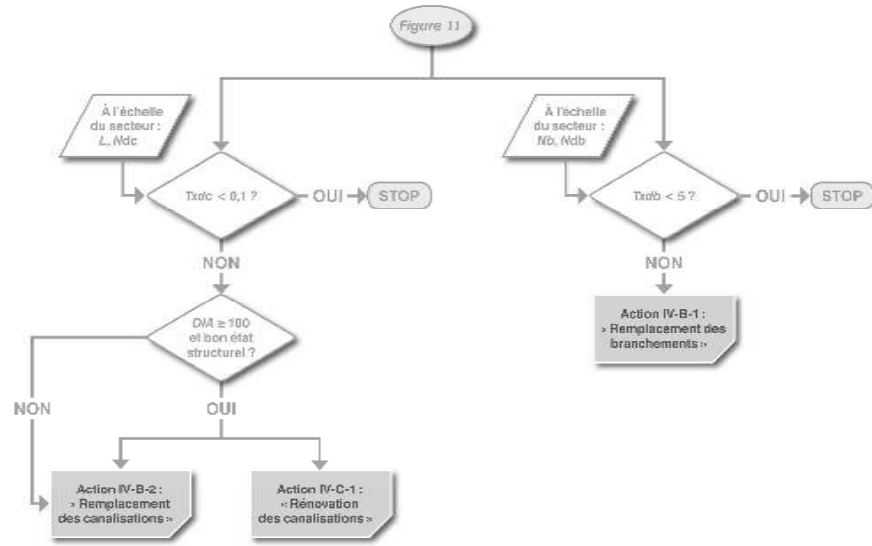 Figure 11
À l'échelle
du secteur :
L, Ndc
À l'échelle
du secteur :
Nb, Ndb
Txdc < 0,1 ?
OUI
STOP
Txdb < 5 ?
OUI
STOP
NON
NON
DIA ≥ 100
et bon état
structurel ?
Action IV-B-1 :
« Remplacement des
branchements »
NON
OUI
Action IV-B-2 :
« Remplacement
des canalisations »
Action IV-C-1 :
« Rénovation
des canalisations »